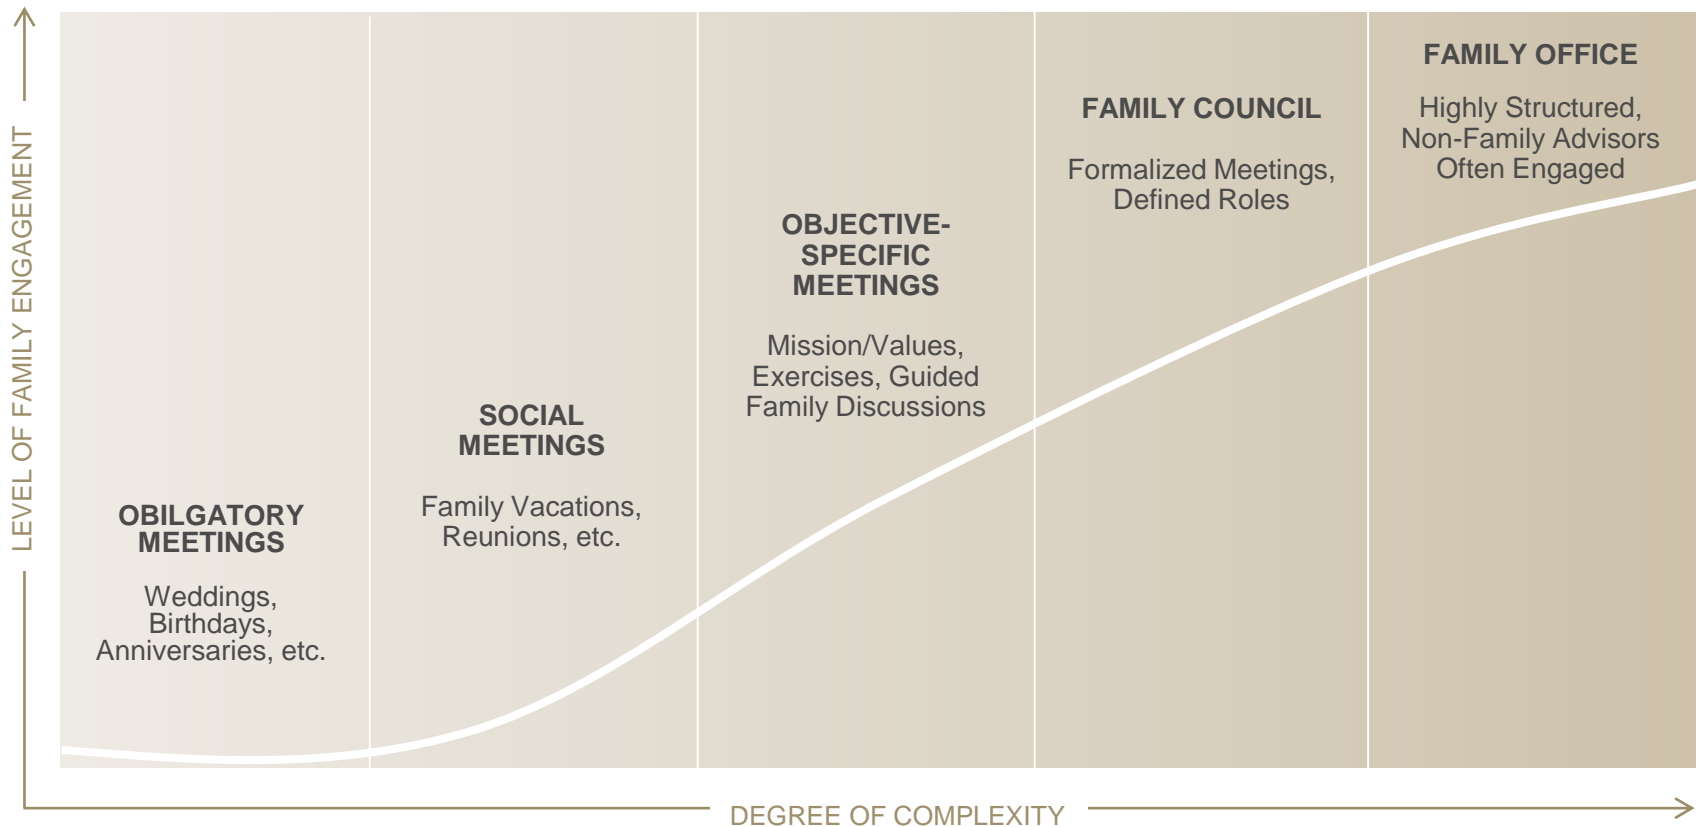 LEVEL OF FAMILY ENGAGEMENT
OBILGATORY
MEETINGS
Weddings,
Birthdays,
Anniversaries, etc.
SOCIAL
MEETINGS
Family Vacations,
Reunions, etc.
OBJECTIVE-
SPECIFIC
MEETINGS
Mission/Values,
Exercises, Guided
Family Discussions
FAMILY COUNCIL
Formalized Meetings,
Defined Roles
FAMILY OFFICE
Highly Structured,
Non-Family Advisors
Often Engaged
DEGREE OF COMPLEXITY